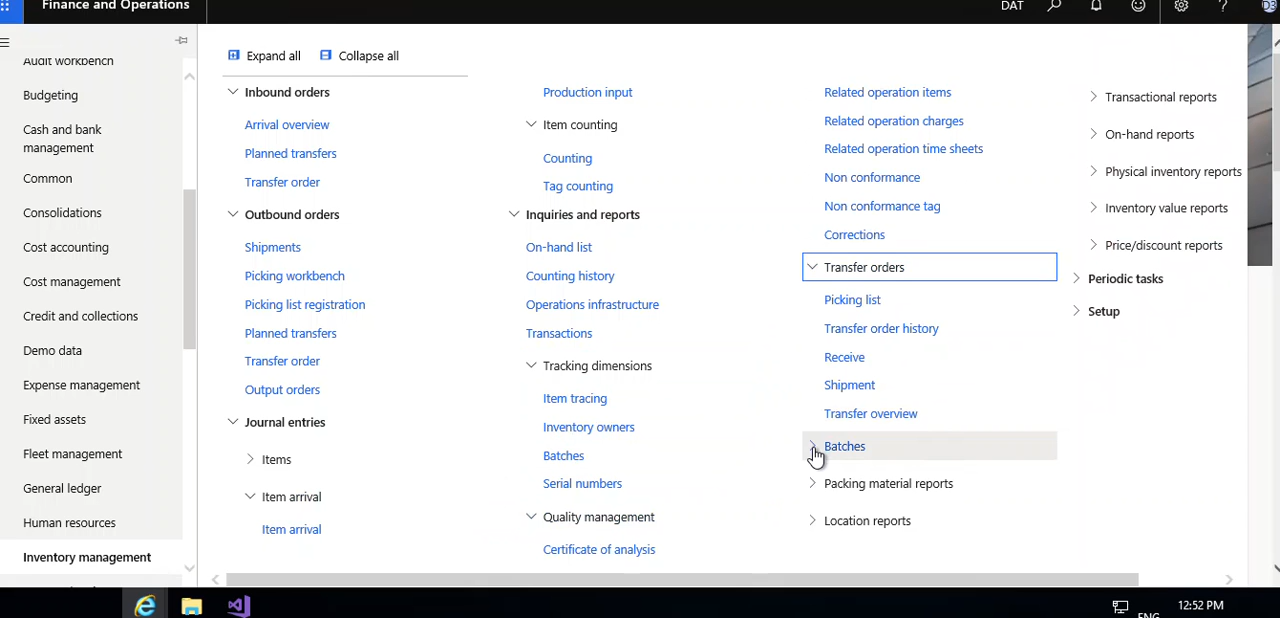 Finance and Operations
DAT
?
D3
Audit workbench
Budgeting
Cash and bank
management
Common
Consolidations
Cost accounting
Cost management
Credit and collections
Demo data
Expense management
Fixed assets
Fleet management
General ledger
Human resources
Inventory management
Expand all
Collapse all
Inbound orders
Arrival overview
Planned transfers
Transfer order
Outbound orders
Shipments
Picking workbench
Picking list registration
Planned transfers
Transfer order
Output orders
Journal entries
Items
Item arrival
Item arrival
Production input
Item counting
Counting
Tag counting
Inquiries and reports
On-hand list
Counting history
Operations infrastructure
Transactions
Tracking dimensions
Item tracing
Inventory owners
Batches
Serial numbers
Quality management
Certificate of analysis
Related operation items
Related operation charges
Related operation time sheets
Non conformance
Non conformance tag
Corrections
Transfer orders
Picking list
Transfer order history
Receive
Shipment
Transfer overview
Batches
Packing material reports
Location reports
Transactional reports
On-hand reports
Physical inventory reports
Inventory value reports
Price/discount reports
Periodic tasks
Setup
ENG
12:52 PM